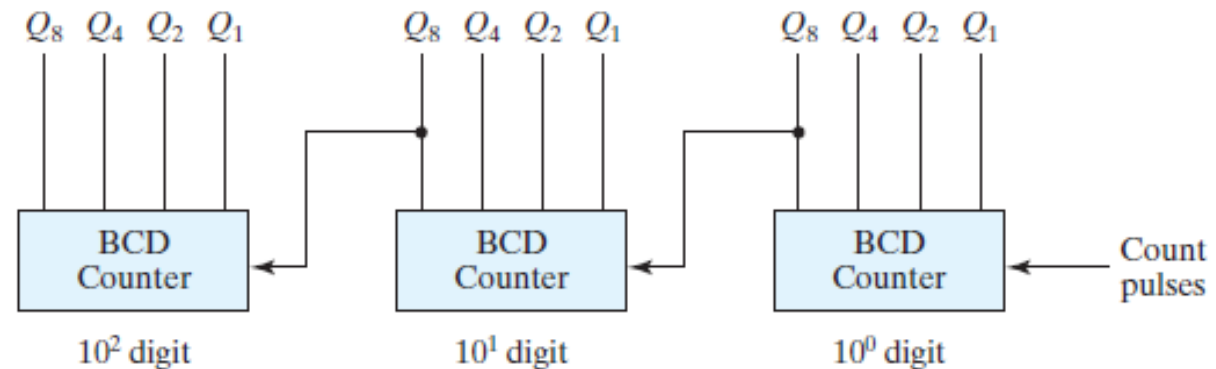 Q₈ Q₄ Q₂ Q₁ Q₈ Q₄ Q₂ Q₁ Q₈ Q₄ Q₂ Q₁
BCD
Counter
BCD
Counter
BCD
Counter
Count
pulses
10² digit
10¹ digit
10⁰ digit